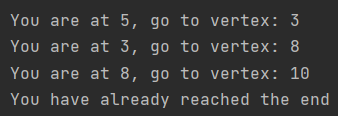 You are at 5, go to vertex: 3
You are at 3, go to vertex: 8
You are at 8, go to vertex: 10
You have already reached the end